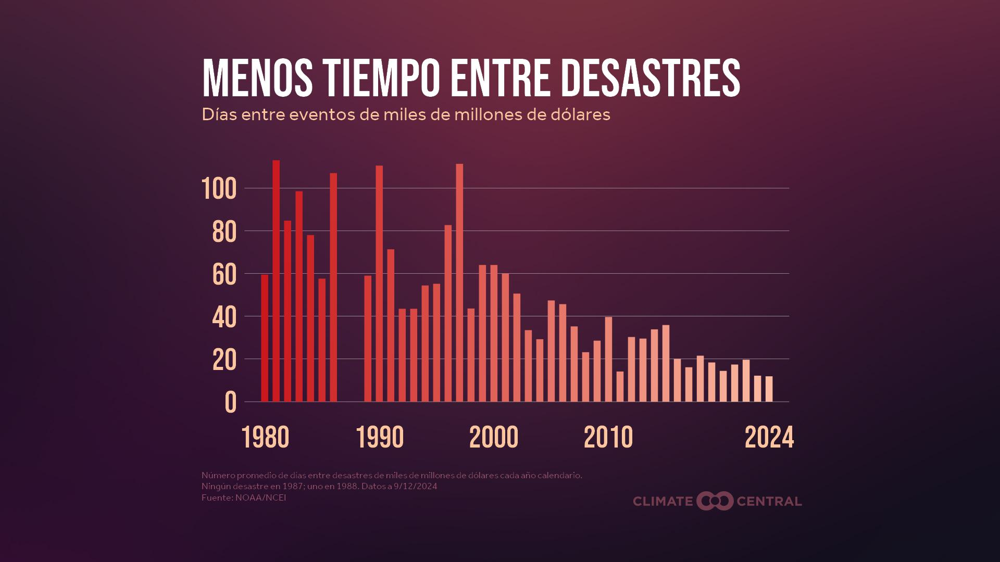 MENOS TIEMPO ENTRE DESASTRES
Días entre eventos de miles de millones de dólares
100
80
60
40
20
0
1980 1990 2000 2010 2024
Número promedio de días entre desastres de miles de millones de dólares cada año calendario.
Ningún desastre en 1987; uno en 1988. Datos a 9/12/2024
Fuente: NOAA/NCEI
CLIMATE CENTRAL